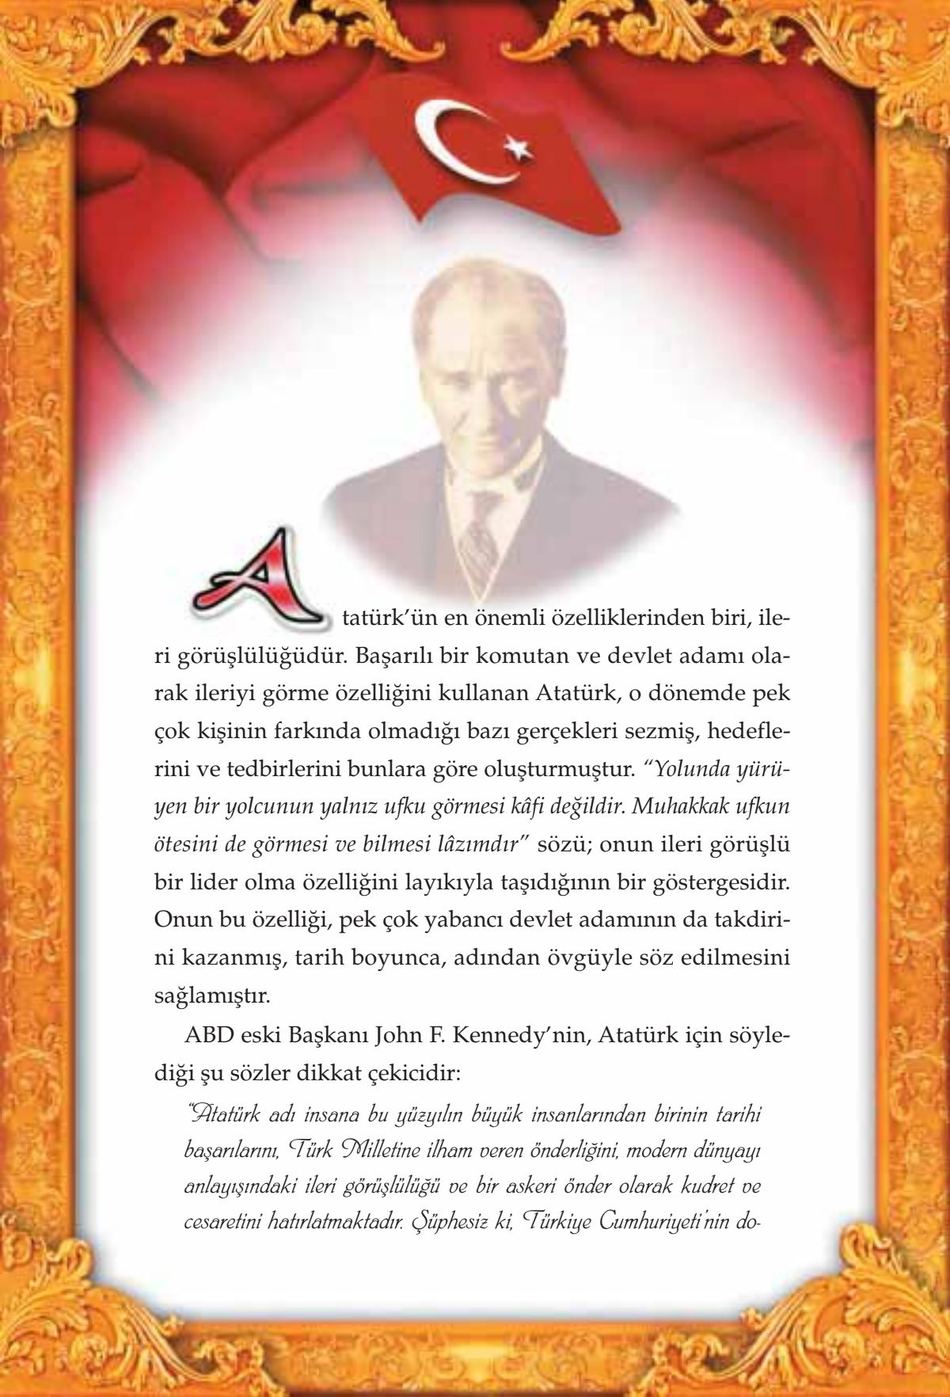 Atatürk'ün en önemli özelliklerinden biri, ile-
ri görüşlülüğüdür. Başarılı bir komutan ve devlet adamı ola-
rak ileriyi görme özelliğini kullanan Atatürk, o dönemde pek
çok kişinin farkında olmadığı bazı gerçekleri sezmiş, hedefle-
rini ve tedbirlerini bunlara göre oluşturmuştur. “Yolunda yürü-
yen bir yolcunun yalnız ufku görmesi kâfi değildir. Muhakkak ufkun
ötesini de görmesi ve bilmesi lâzımdır” sözü; onun ileri görüşlü
bir lider olma özelliğini layıkıyla taşıdığının bir göstergesidir.
Onun bu özelliği, pek çok yabancı devlet adamının da takdiri-
ni kazanmış, tarih boyunca, adından övgüyle söz edilmesini
sağlamıştır.
ABD eski Başkanı John F. Kennedy'nin, Atatürk için söyle-
diği şu sözler dikkat çekicidir:
“Atatürk adı insana bu yüzyılın büyük insanlarından birinin tarihi
başarılarını, Türk Milletine ilham veren önderliğini, modern dünyayı
anlayışındaki ileri görüşlülüğü ve bir askeri önder olarak kudret ve
cesaretini hatırlatmaktadır. Şüphesiz ki, Türkiye Cumhuriyeti'nin do-